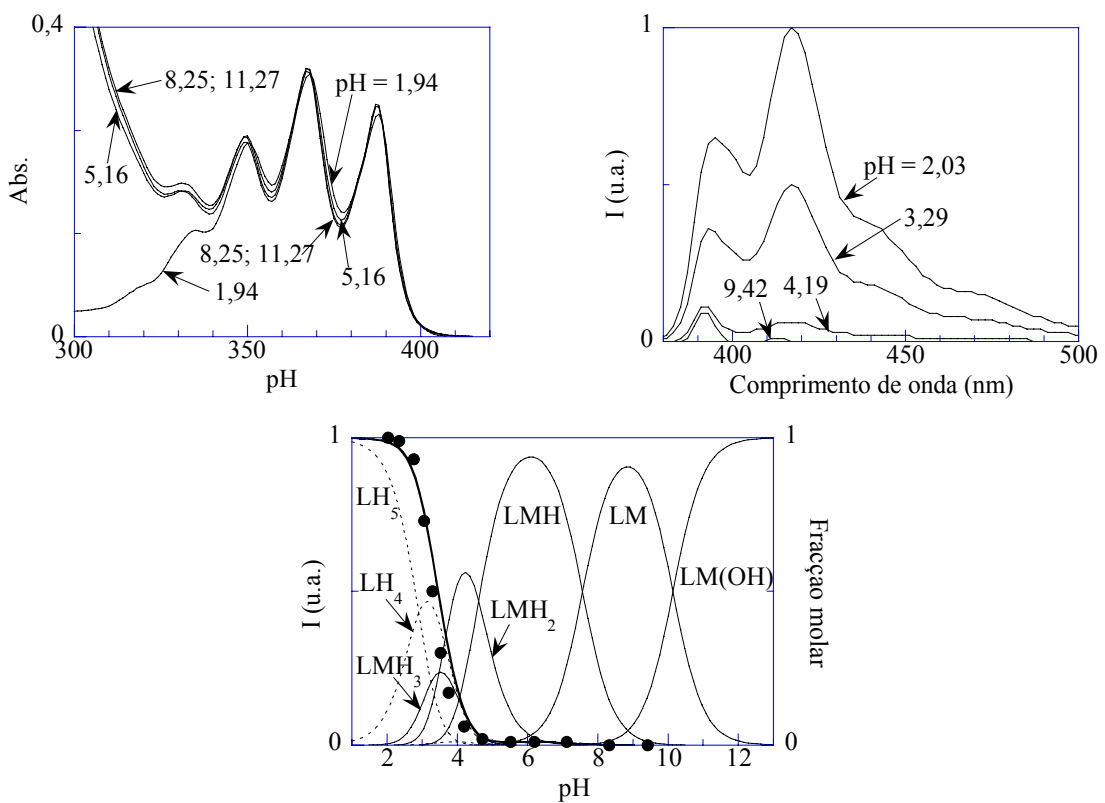 0,4
Abs.
0
8,25; 11,27
pH = 1,94
5,16
8,25; 11,27
5,16
1,94
300
350
400
pH
1
I (u.a.)
0
pH = 2,03
3,29
9,42
4,19
400
450
500
Comprimento de onda (nm)
1
I (u.a.)
0
1
Fracçao molar
0
LH5
LH4
LMH3
LMH2
LMH
LM
LM(OH)
2
4
6
8
10
12
pH